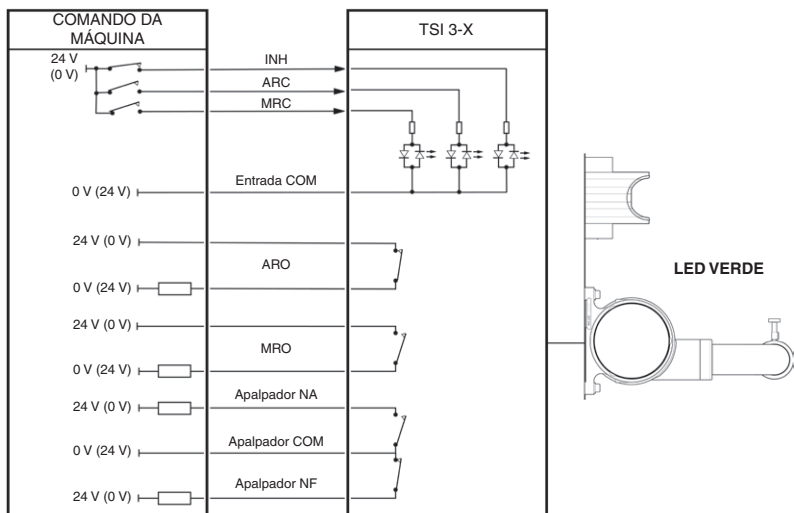 COMANDO DA
MÁQUINA
TSI 3-X
24 V
(0 V)
INH
ARC
MRC
Entrada COM
0 V (24 V)
24 V (0 V)
ARO
0 V (24 V)
24 V (0 V)
MRO
0 V (24 V)
Apalpador NA
24 V (0 V)
Apalpador COM
0 V (24 V)
Apalpador NF
24 V (0 V)
LED VERDE